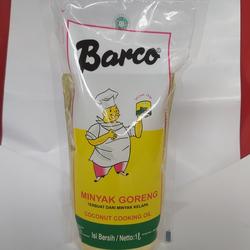 Barco®
MINYAK GORENG
TERBUAT DARI MINYAK KELAPA
COCONUT COOKING OIL
Isi Bersih / Netto:1ℓ